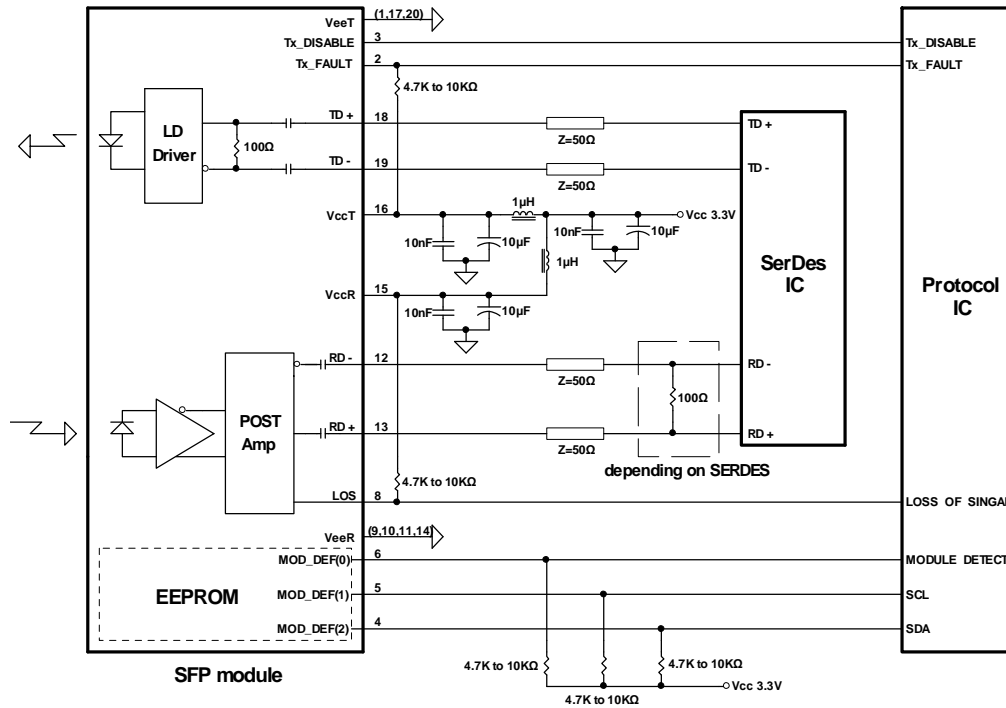 VeeT (1,17,20)
Tx_DISABLE 3 Tx_DISABLE
Tx_FAULT 2 Tx_FAULT
4.7K to 10KΩ
LD Driver
100Ω
TD + 18 Z=50Ω TD +
TD - 19 Z=50Ω TD -
VccT 16
1µH
Vcc 3.3V
10nF 10µF
10nF 10µF
1µH
VccR 15
10nF 10µF
SerDes IC
Protocol IC
POST Amp
RD - 12 Z=50Ω RD -
100Ω
RD + 13 Z=50Ω RD +
depending on SERDES
4.7K to 10KΩ
LOS 8 LOSS OF SINGAL
VeeR (9,10,11,14)
EEPROM
MOD_DEF(0) 6 MODULE DETECT
MOD_DEF(1) 5 SCL
MOD_DEF(2) 4 SDA
4.7K to 10KΩ
4.7K to 10KΩ
4.7K to 10KΩ
Vcc 3.3V
SFP module